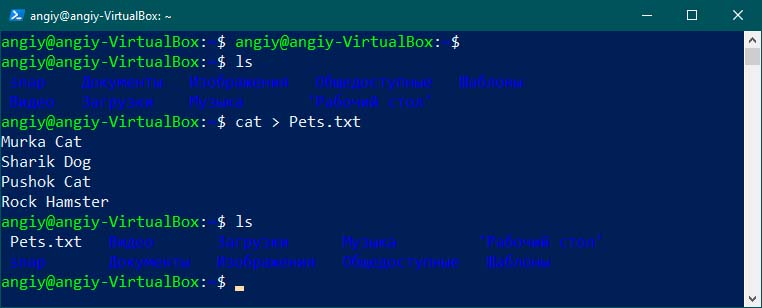 angiy@angiy-VirtualBox: ~
angiy@angiy-VirtualBox:~$ angiy@angiy-VirtualBox:~$
angiy@angiy-VirtualBox:~$ ls
snap Документы Изображения Общедоступные Шаблоны
Видео Загрузки Музыка 'Рабочий стол'
angiy@angiy-VirtualBox:~$ cat > Pets.txt
Murka Cat
Sharik Dog
Pushok Cat
Rock Hamster
angiy@angiy-VirtualBox:~$ ls
Pets.txt Видео Загрузки Музыка 'Рабочий стол'
snap Документы Изображения Общедоступные Шаблоны
angiy@angiy-VirtualBox:~$